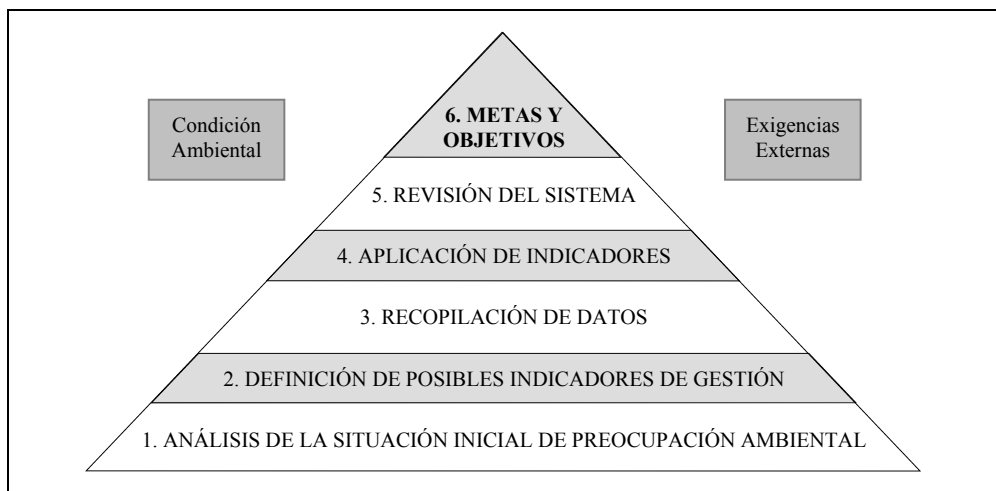 Condición
Ambiental
6. METAS Y
OBJETIVOS
Exigencias
Externas
5. REVISIÓN DEL SISTEMA
4. APLICACIÓN DE INDICADORES
3. RECOPILACIÓN DE DATOS
2. DEFINICIÓN DE POSIBLES INDICADORES DE GESTIÓN
1. ANÁLISIS DE LA SITUACIÓN INICIAL DE PREOCUPACIÓN AMBIENTAL